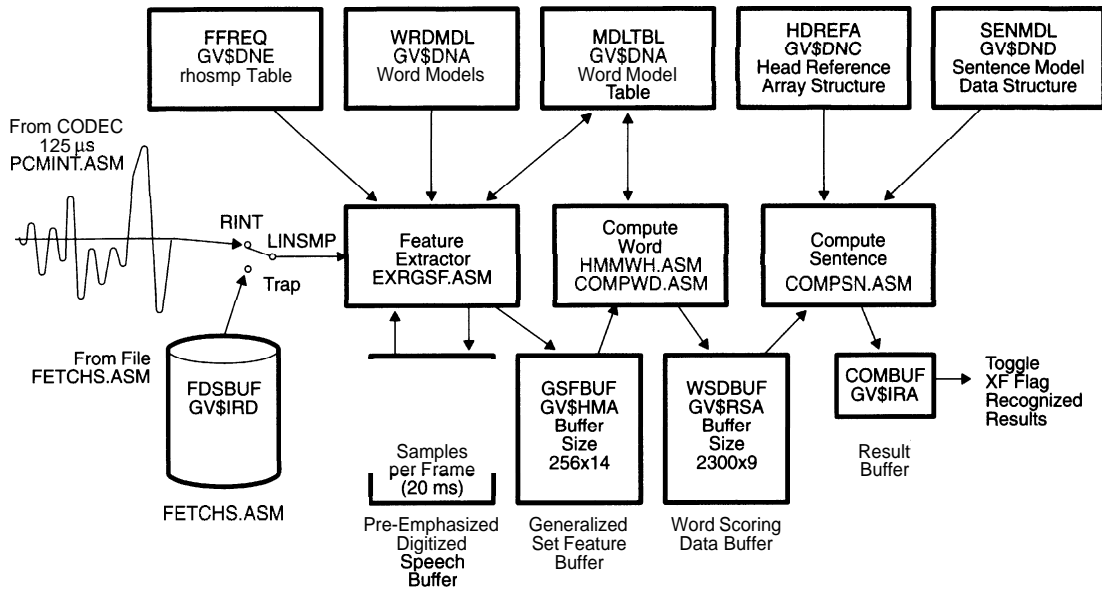 FFREQ
GV$DNE
rhosmp Table
WRDMDL
GV$DNA
Word Models
MDLTBL
GV$DNA
Word Model
Table
HDREFA
GV$DNC
Head Reference
Array Structure
SENMDL
GV$DND
Sentence Model
Data Structure
From CODEC
125 µs
PCMINT.ASM
RINT
LINSMP
Trap
Feature
Extractor
EXRGSF.ASM
Compute
Word
HMMWH.ASM
COMPWD.ASM
Compute
Sentence
COMPSN.ASM
From File
FETCHS.ASM
FDSBUF
GV$IRD
FETCHS.ASM
Samples
per Frame
(20 ms)
Pre-Emphasized
Digitized
Speech
Buffer
GSFBUF
GV$HMA
Buffer
Size
256x14
Generalized
Set Feature
Buffer
WSDBUF
GV$RSA
Buffer
Size
2300x9
Word Scoring
Data Buffer
COMBUF
GV$IRA
Result
Buffer
Toggle
XF Flag
Recognized
Results